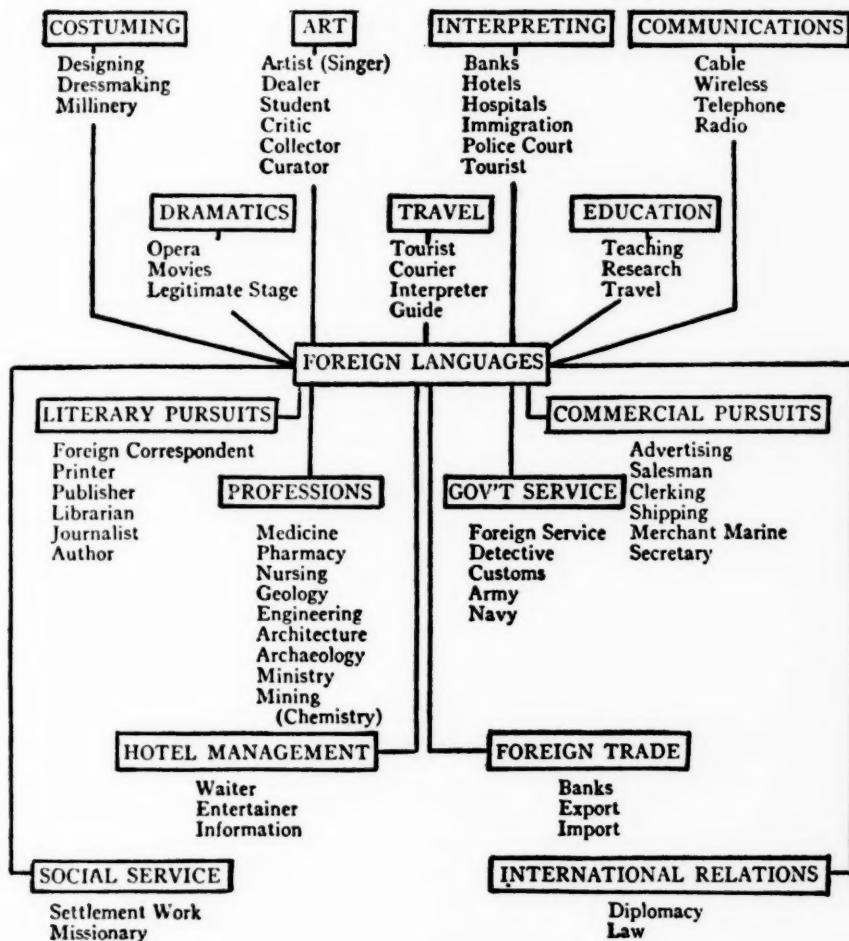 COSTUMING
Designing
Dressmaking
Millinery
ART
Artist (Singer)
Dealer
Student
Critic
Collector
Curator
INTERPRETING
Banks
Hotels
Hospitals
Immigration
Police Court
Tourist
COMMUNICATIONS
Cable
Wireless
Telephone
Radio
DRAMATICS
Opera
Movies
Legitimate Stage
TRAVEL
Tourist
Courier
Interpreter
Guide
EDUCATION
Teaching
Research
Travel
FOREIGN LANGUAGES
LITERARY PURSUITS
Foreign Correspondent
Printer
Publisher
Librarian
Journalist
Author
PROFESSIONS
Medicine
Pharmacy
Nursing
Geology
Engineering
Architecture
Archaeology
Ministry
Mining
(Chemistry)
GOV'T SERVICE
Foreign Service
Detective
Customs
Army
Navy
COMMERCIAL PURSUITS
Advertising
Salesman
Clerking
Shipping
Merchant Marine
Secretary
HOTEL MANAGEMENT
Waiter
Entertainer
Information
FOREIGN TRADE
Banks
Export
Import
SOCIAL SERVICE
Settlement Work
Missionary
INTERNATIONAL RELATIONS
Diplomacy
Law